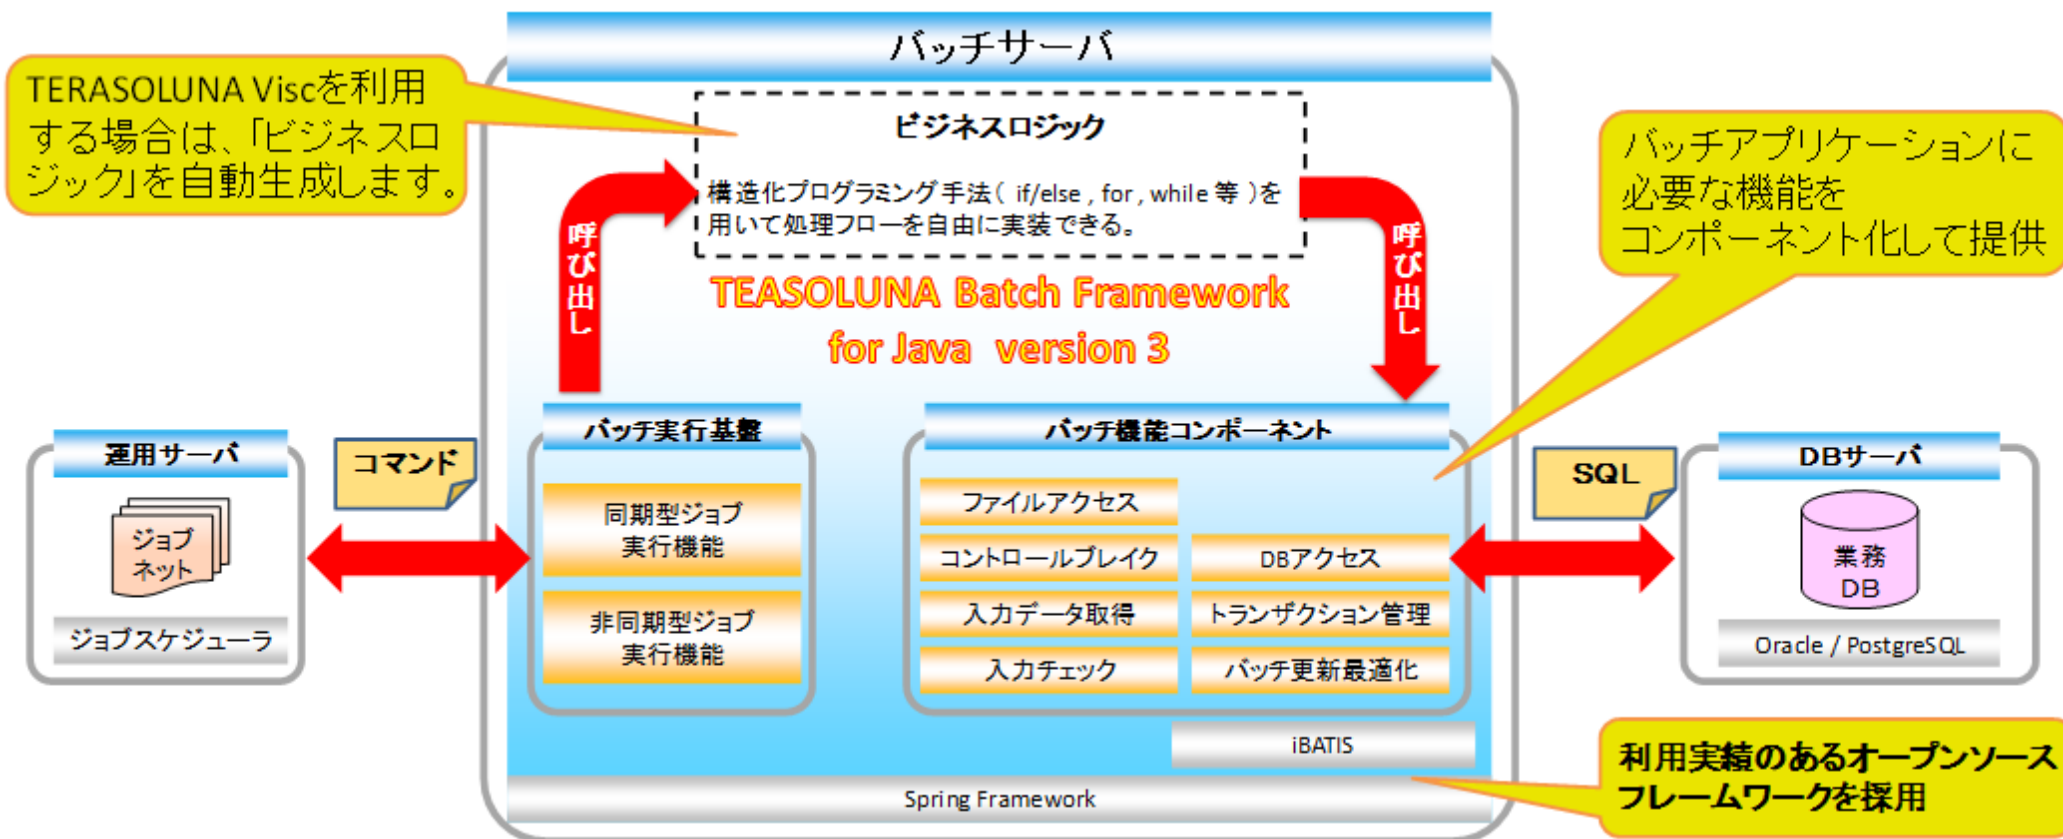 バッチサーバ
TERASOLUNA Viscを利用
する場合は、「ビジネスロ
ジック」を自動生成します。
ビジネスロジック
構造化プログラミング手法( if/else , for , while 等 )を
用いて処理フローを自由に実装できる。
バッチアプリケーションに
必要な機能を
コンポーネント化して提供
呼び出し
呼び出し
TEASOLUNA Batch Framework
for Java version 3
運用サーバ
ジョブ
ネット
ジョブスケジューラ
コマンド
バッチ実行基盤
同期型ジョブ
実行機能
非同期型ジョブ
実行機能
バッチ機能コンポーネント
ファイルアクセス
コントロールブレイク
入力データ取得
入力チェック
DBアクセス
トランザクション管理
バッチ更新最適化
SQL
DBサーバ
業務
DB
Oracle / PostgreSQL
iBATIS
Spring Framework
利用実績のあるオープンソース
フレームワークを採用